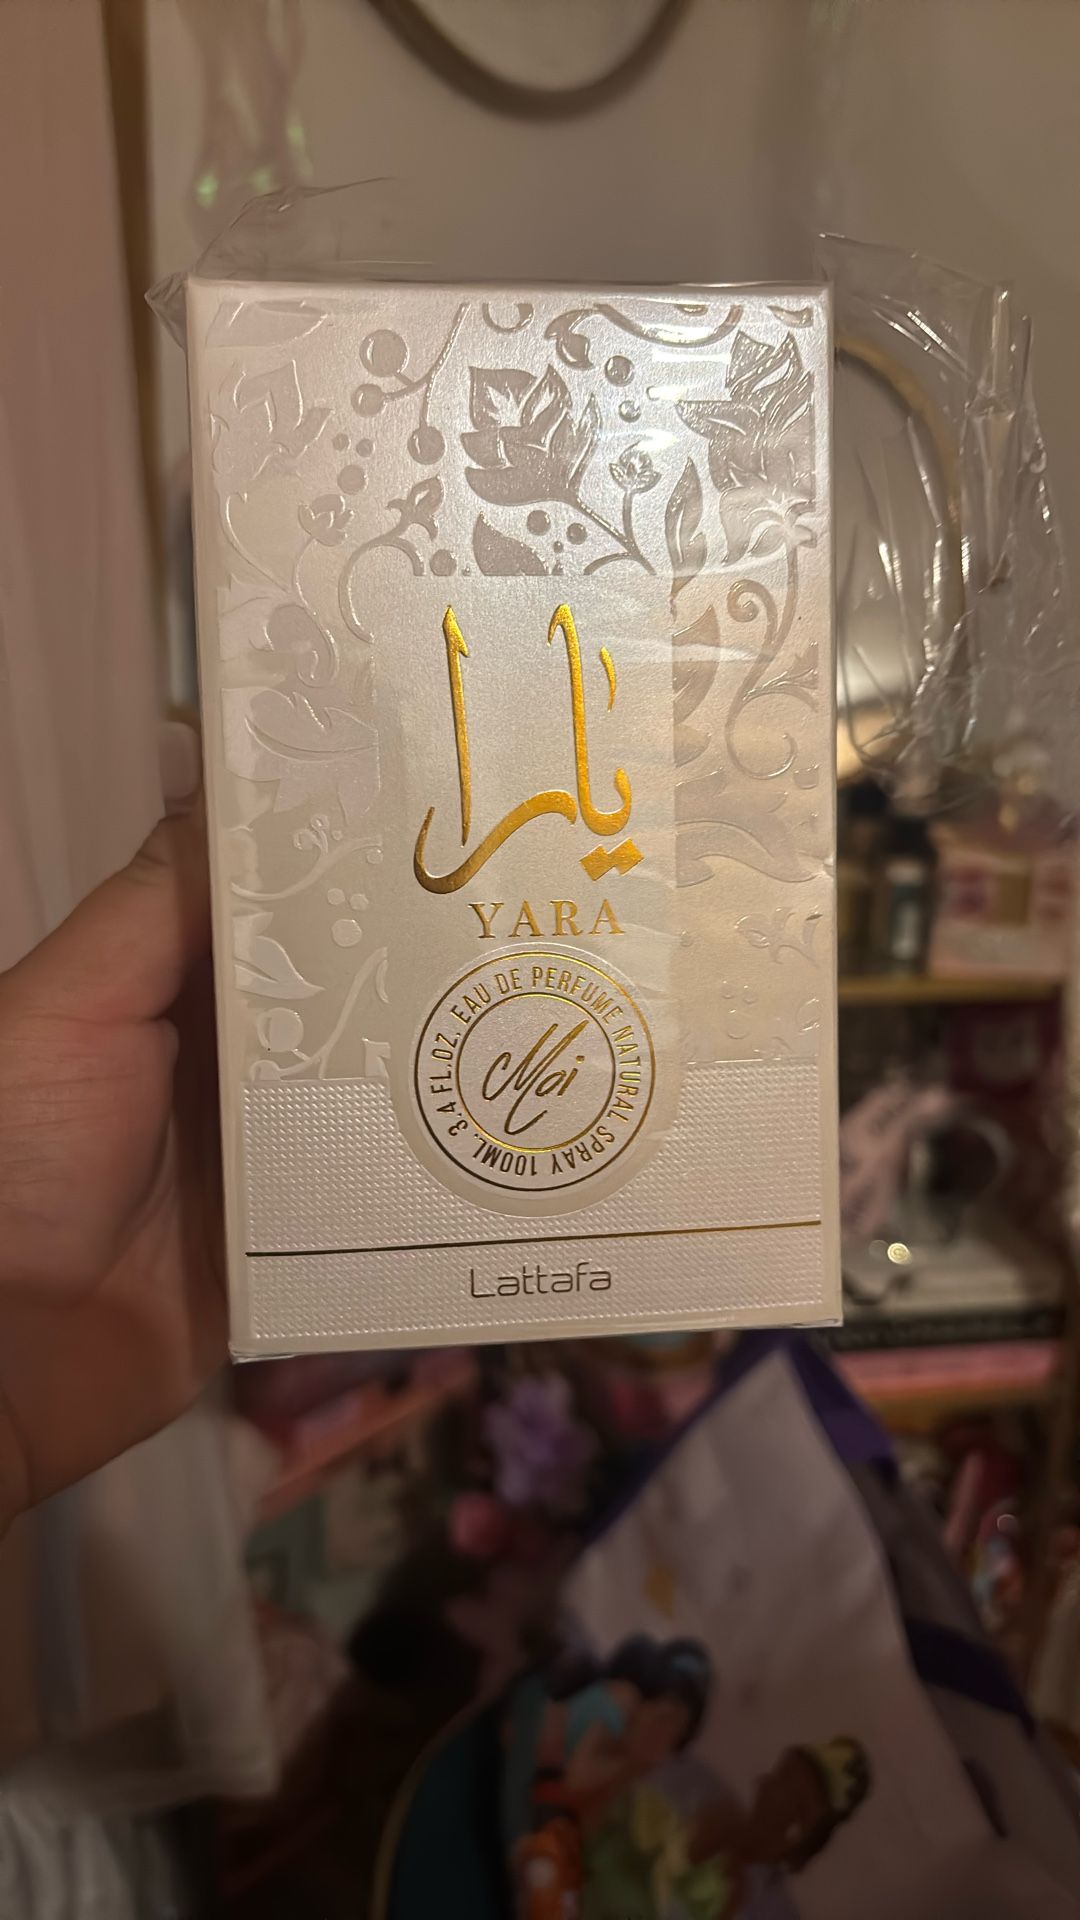 يارا
YARA
3.4 FL.OZ. EAU DE PERFUME NATURAL SPRAY 100ML.
Moi
Lattafa